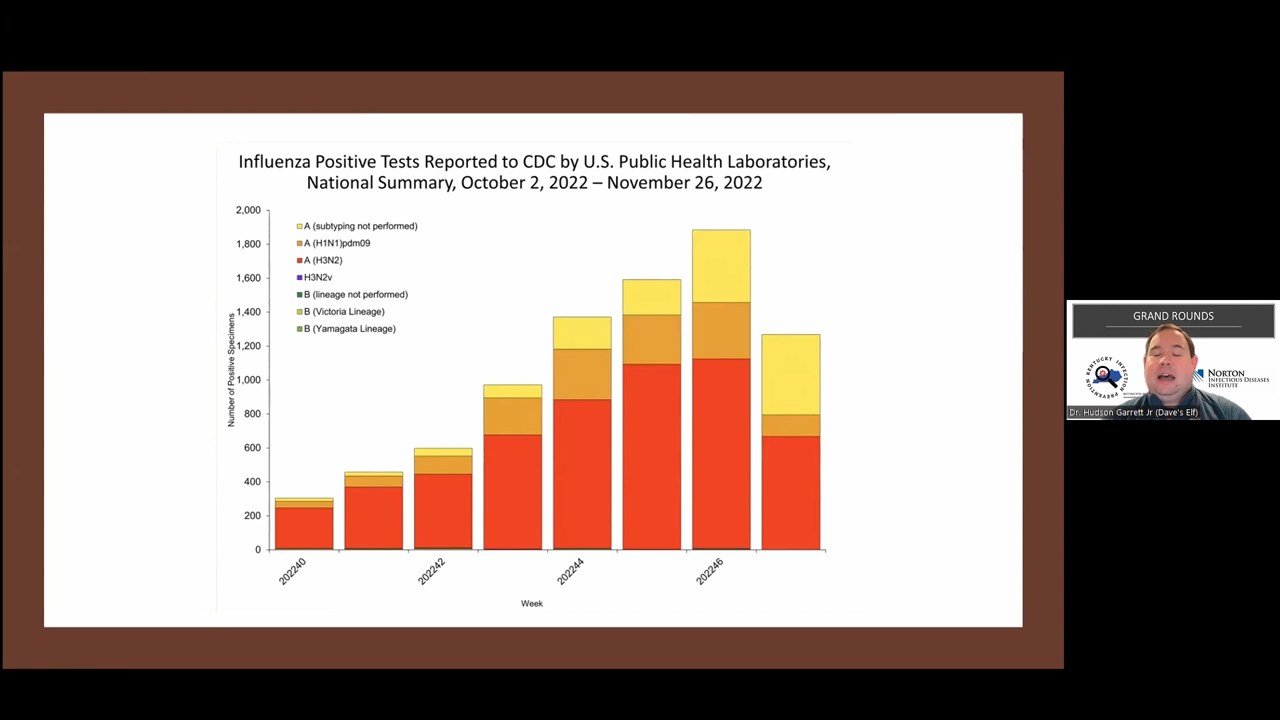 Influenza Positive Tests Reported to CDC by U.S. Public Health Laboratories,
National Summary, October 2, 2022 – November 26, 2022
Number of Positive Specimens
2,000
1,800
1,600
1,400
1,200
1,000
800
600
400
200
0
A (subtyping not performed)
A (H1N1)pdm09
A (H3N2)
H3N2v
B (lineage not performed)
B (Victoria Lineage)
B (Yamagata Lineage)
202240
202242
202244
202246
Week
GRAND ROUNDS
KENTUCKY INFECTION PREVENTION
NORTON
INFECTIOUS DISEASES
INSTITUTE
Dr. Hudson Garrett Jr (Dave's Elf)